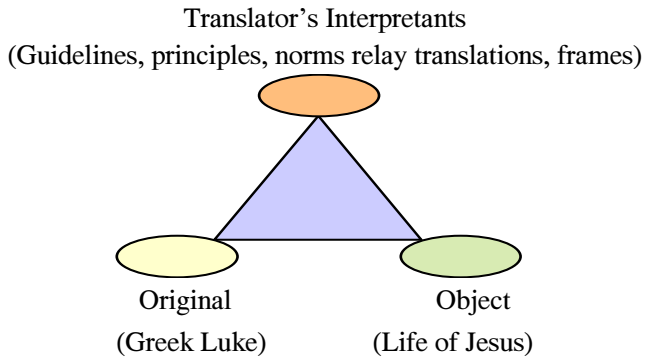 Translator’s Interpretants
(Guidelines, principles, norms relay translations, frames)
Original
Object
(Greek Luke)
(Life of Jesus)